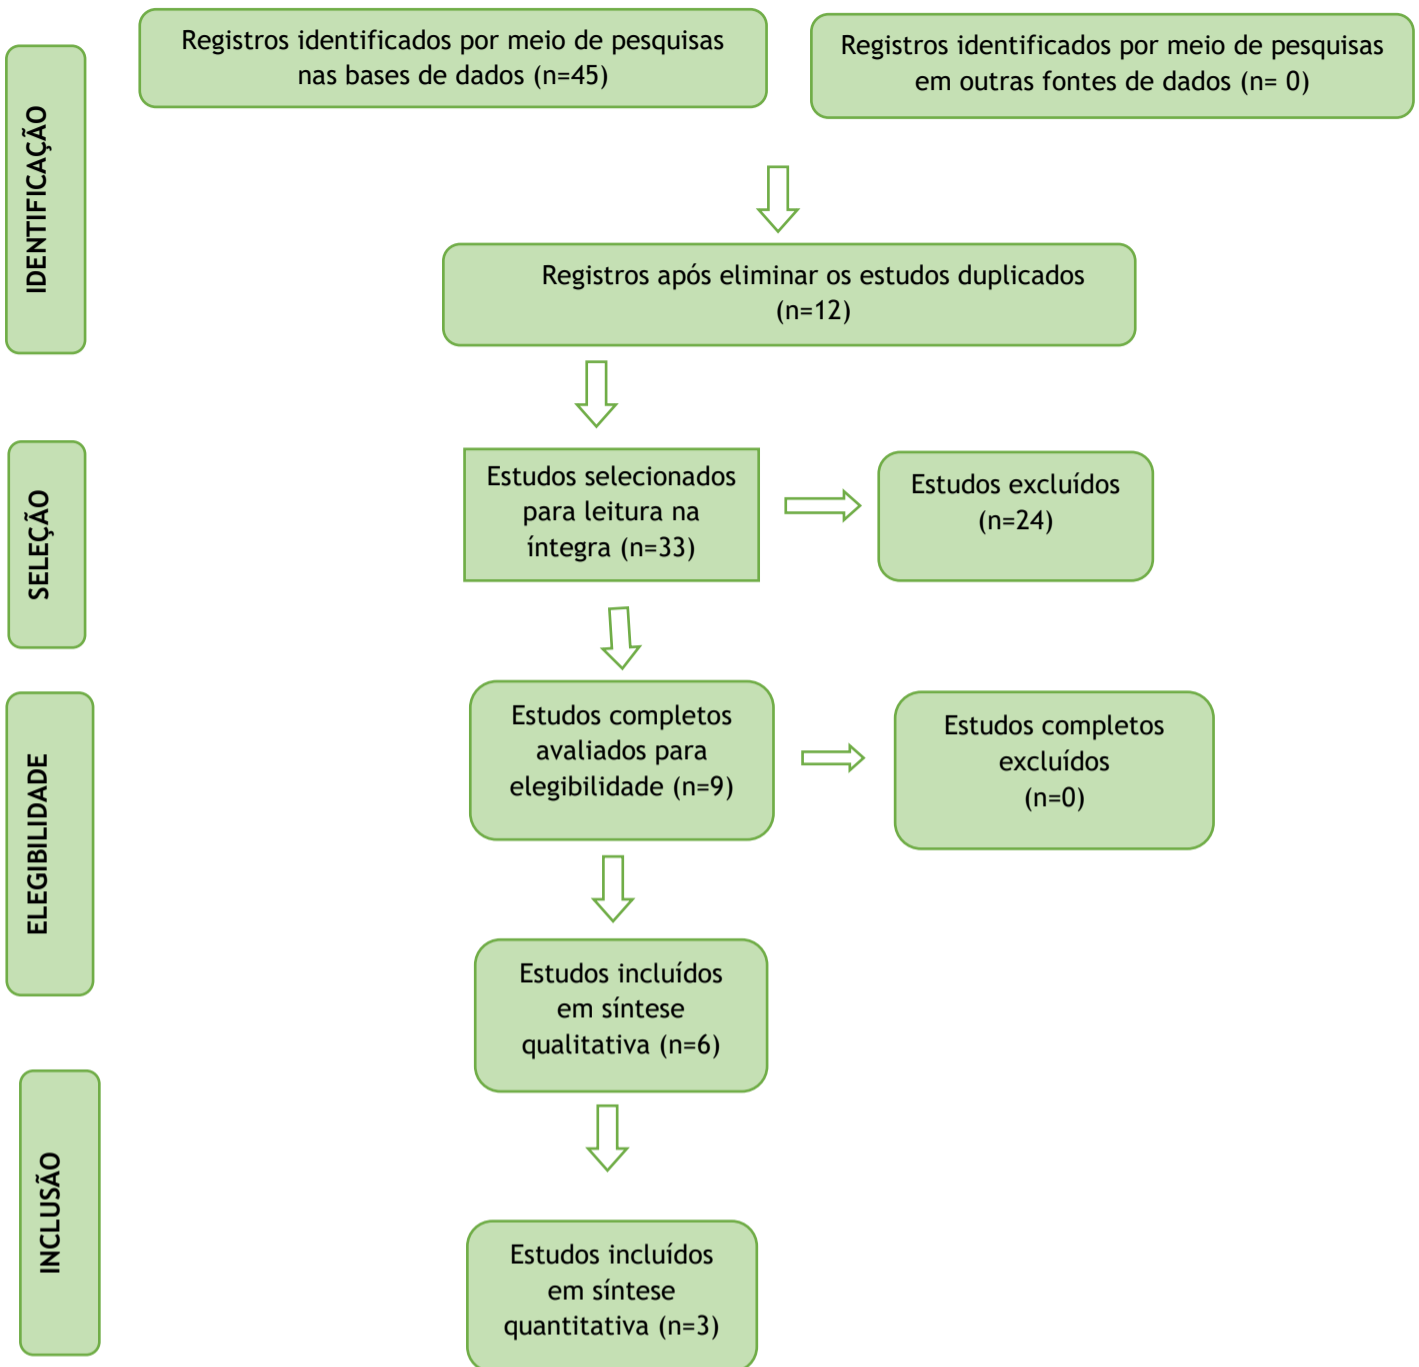 IDENTIFICAÇÃO
Registros identificados por meio de pesquisas
nas bases de dados (n=45)
Registros identificados por meio de pesquisas
em outras fontes de dados (n= 0)
Registros após eliminar os estudos duplicados
(n=12)
SELEÇÃO
Estudos selecionados
para leitura na
íntegra (n=33)
Estudos excluídos
(n=24)
ELEGIBILIDADE
Estudos completos
avaliados para
elegibilidade (n=9)
Estudos completos
excluídos
(n=0)
Estudos incluídos
em síntese
qualitativa (n=6)
INCLUSÃO
Estudos incluídos
em síntese
quantitativa (n=3)